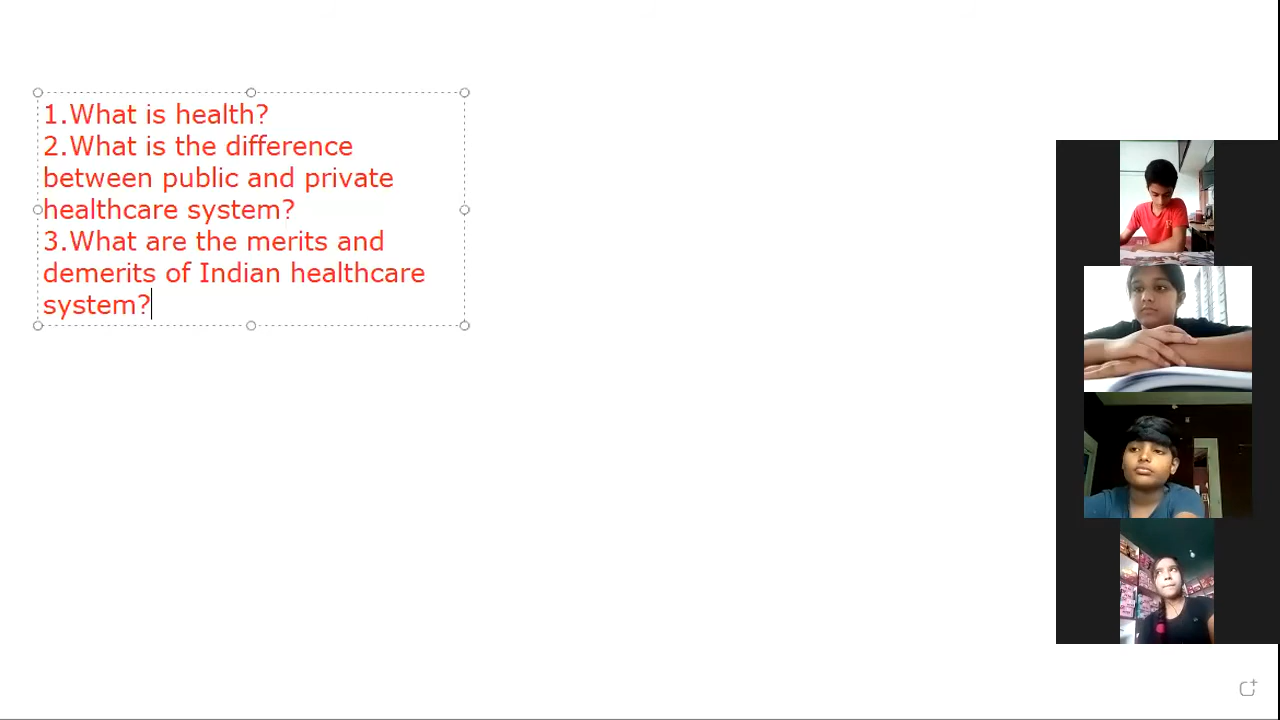 1.What is health?
2.What is the difference
between public and private
healthcare system?
3.What are the merits and
demerits of Indian healthcare
system?